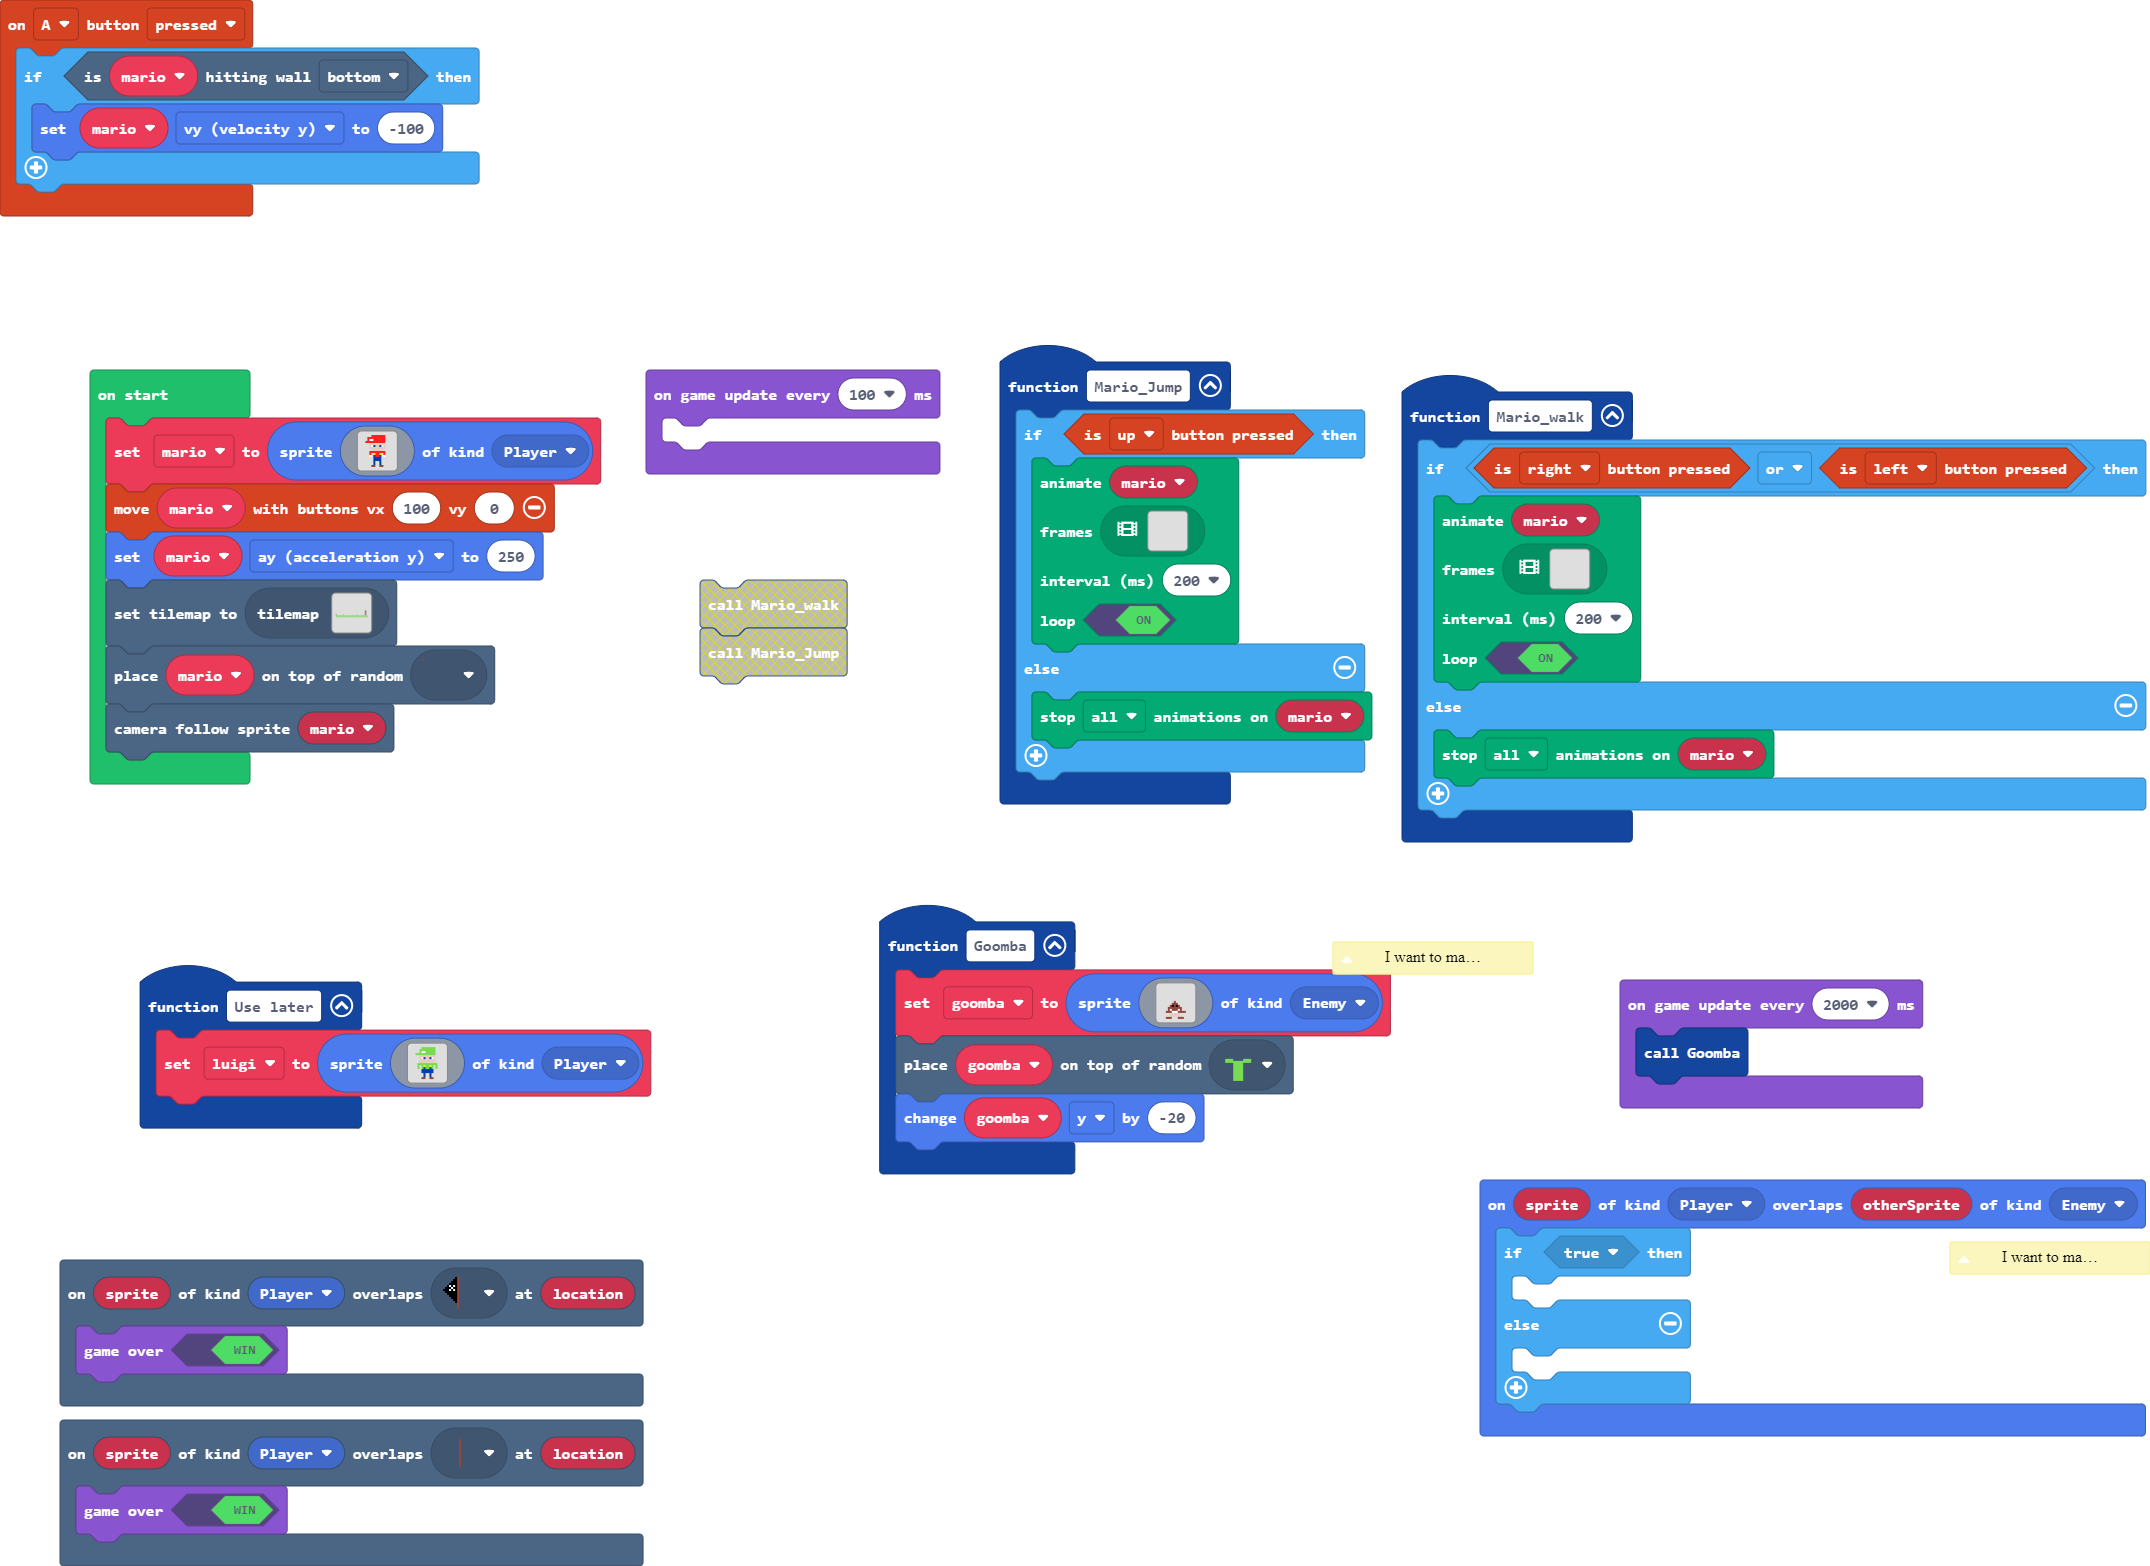 on A button pressed
if is mario hitting wall bottom then
set mario vy (velocity y) to -100
on start
set mario to sprite of kind Player
move mario with buttons vx 100 vy 0
set mario ay (acceleration y) to 250
set tilemap to tilemap
place mario on top of random
camera follow sprite mario
on game update every 100 ms
call Mario_walk
call Mario_Jump
function Mario_Jump
if is up button pressed then
animate mario
frames
interval (ms) 200
loop ON
else
stop all animations on mario
function Mario_walk
if is right button pressed or is left button pressed then
animate mario
frames
interval (ms) 200
loop ON
else
stop all animations on mario
function Use later
set luigi to sprite of kind Player
function Goomba
I want to ma...
set goomba to sprite of kind Enemy
place goomba on top of random
change goomba y by -20
on game update every 2000 ms
call Goomba
on sprite of kind Player overlaps otherSprite of kind Enemy
if true then
I want to ma...
else
on sprite of kind Player overlaps at location
game over WIN
on sprite of kind Player overlaps at location
game over WIN